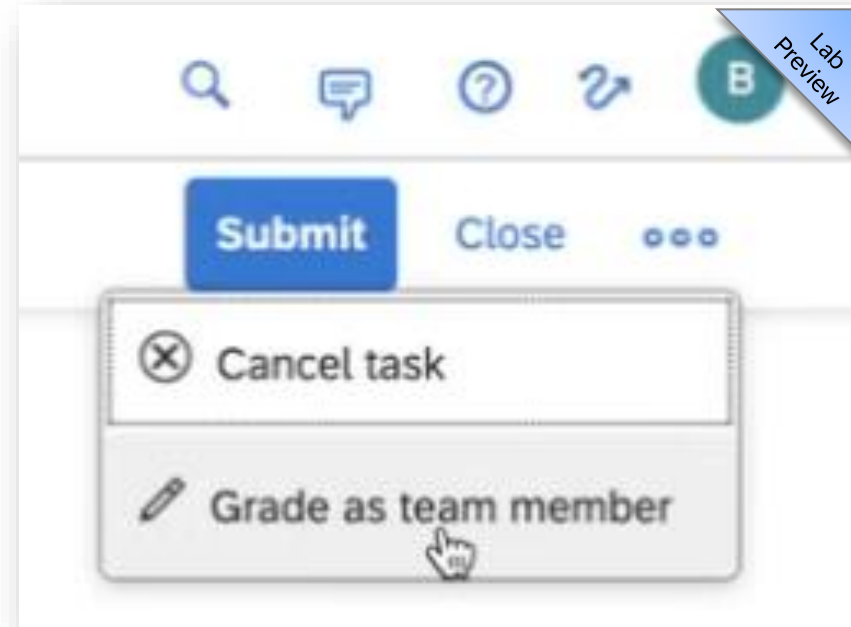 Lab
Preview
B
Submit Close
Cancel task
Grade as team member